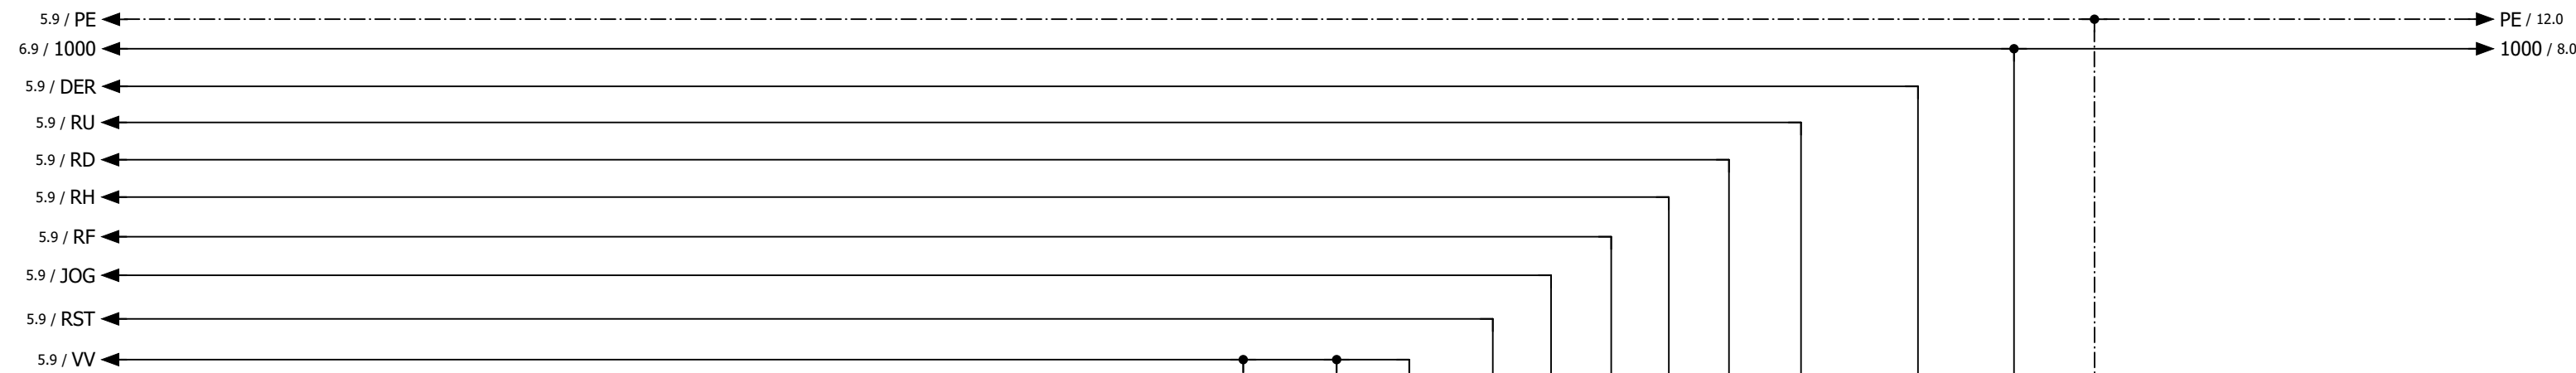 5.9 / PE PE / 12.0
6.9 / 1000 1000 / 8.0
5.9 / DER
5.9 / RU
5.9 / RD
5.9 / RH
5.9 / RF
5.9 / JOG
5.9 / RST
5.9 / VV